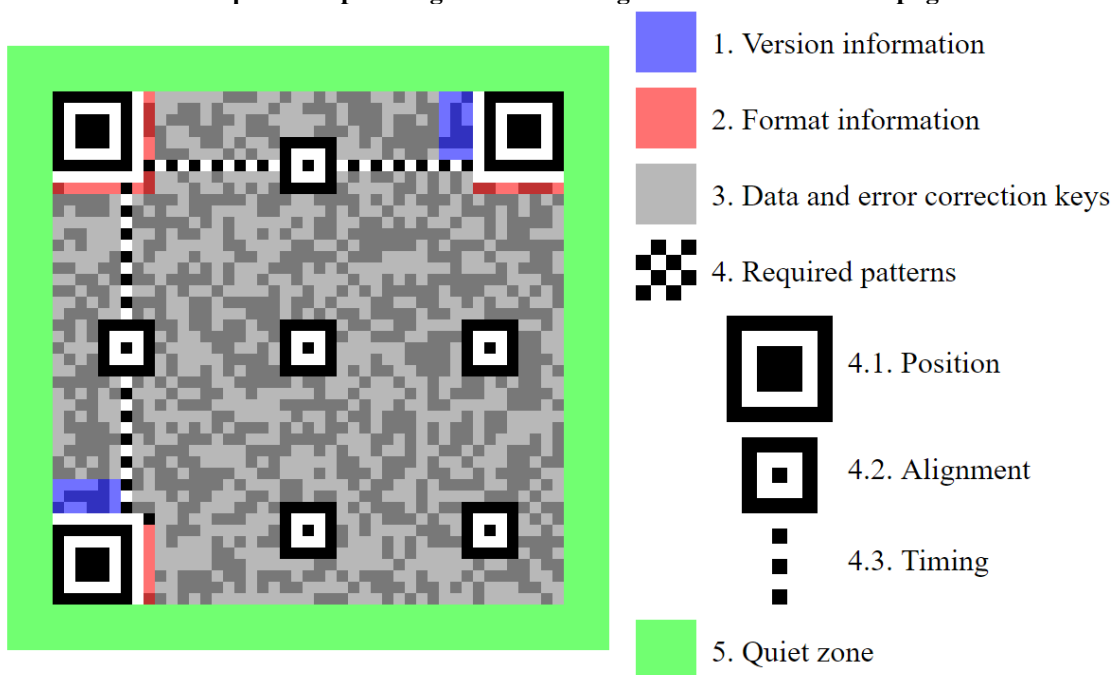 1. Version information
2. Format information
3. Data and error correction keys
4. Required patterns
4.1. Position
4.2. Alignment
4.3. Timing
5. Quiet zone